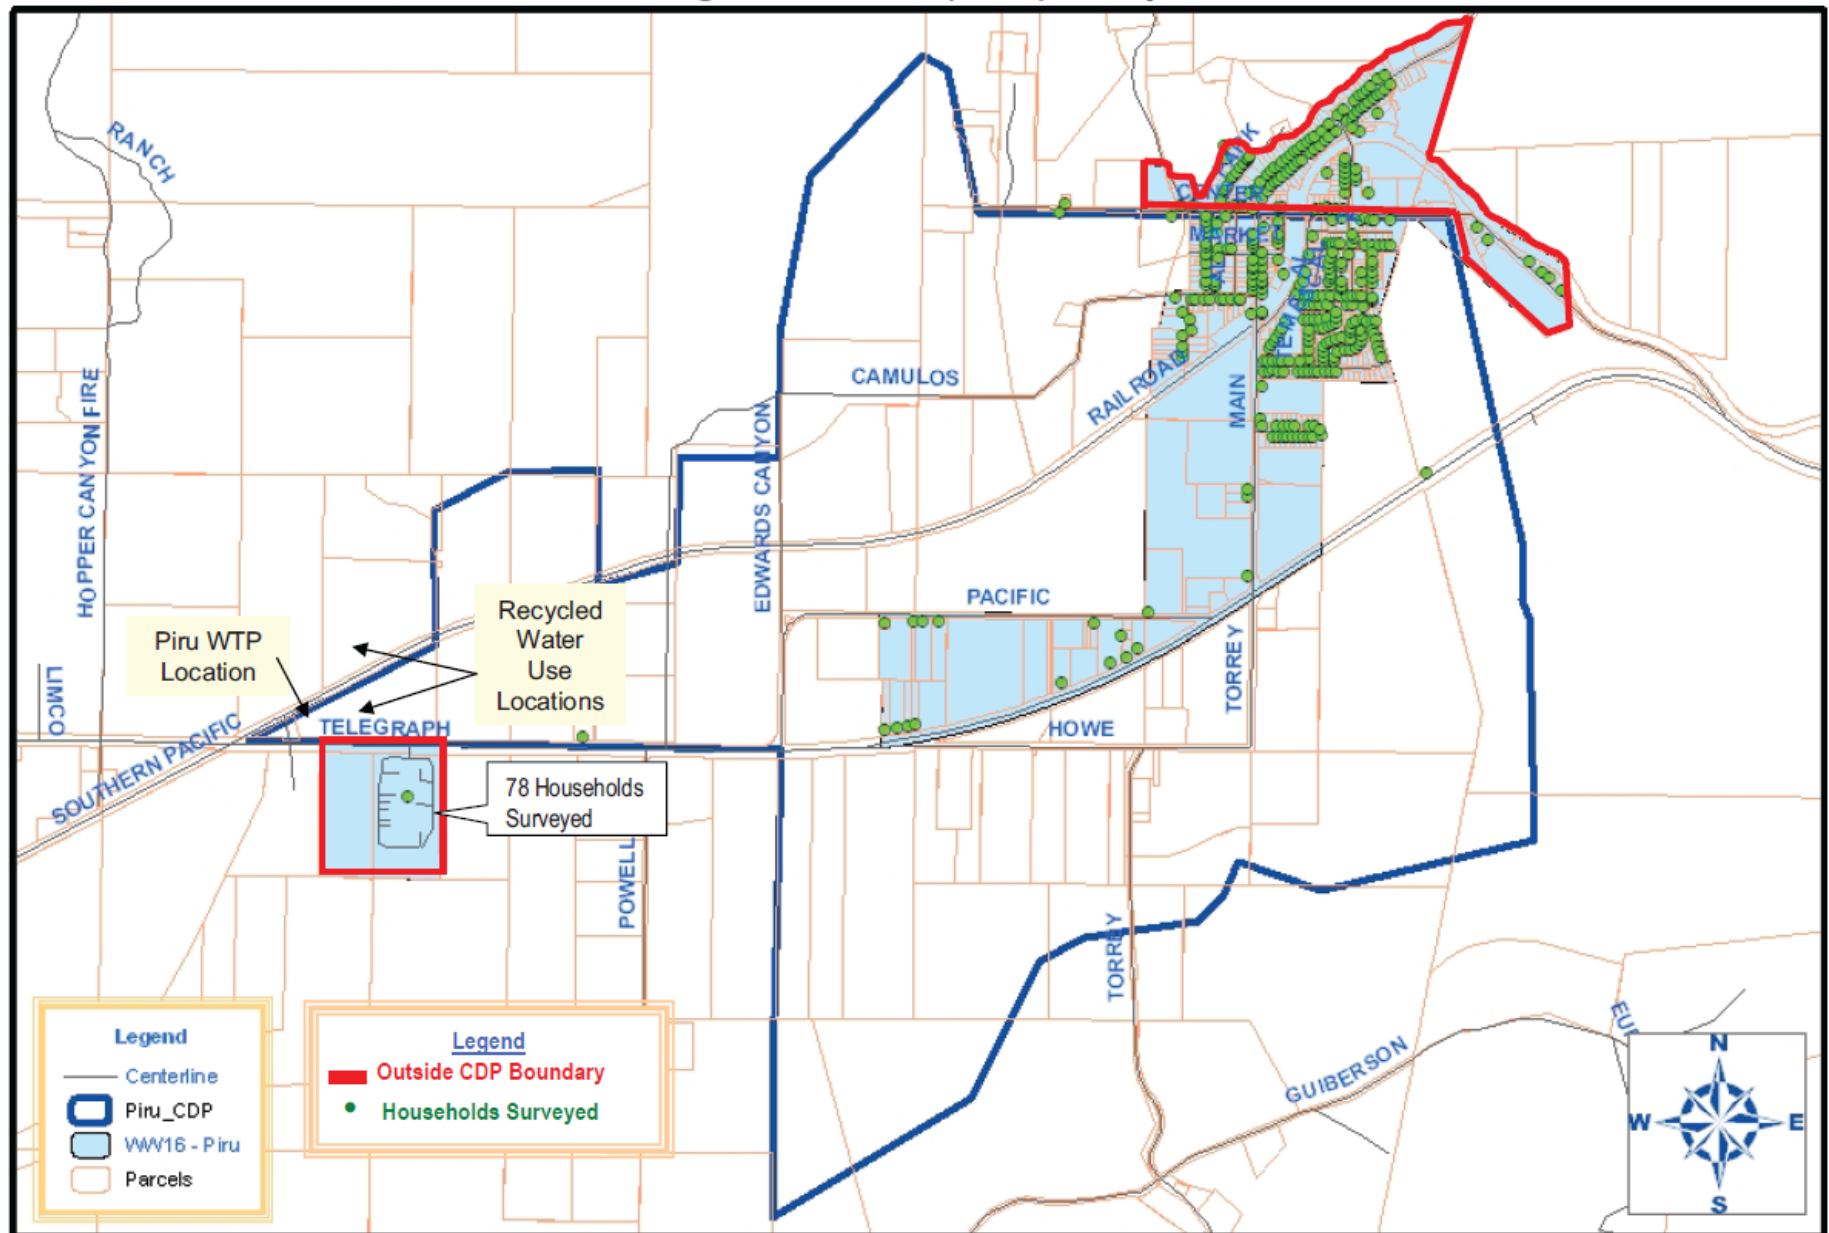 RANCH
BANK
CENTER
MARKET
TEMESCAL
CAMULOS
RAILROAD
MAIN
HOPPER CANYON FIRE
EDWARDS CANYON
PACIFIC
Recycled
Water
Use
Locations
Piru WTP
Location
LIMCO
TORREY
TELEGRAPH
HOWE
SOUTHERN PACIFIC
78 Households
Surveyed
POWELL
TORREY
GUIBERSON
Legend
Centerline
Piru_CDP
WW16 - Piru
Parcels
Legend
Outside CDP Boundary
Households Surveyed
N
W
E
S